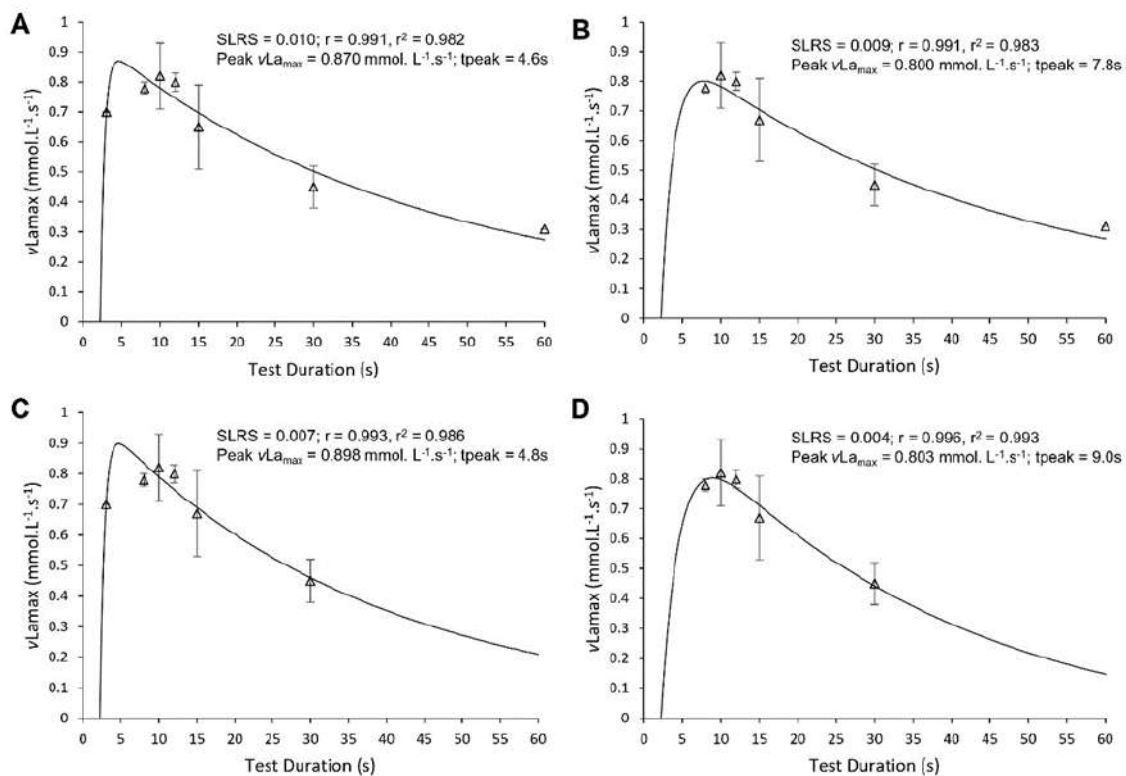 A
SLRS = 0.010; r = 0.991, r² = 0.982
Peak vLamax = 0.870 mmol. L⁻¹.s⁻¹; tpeak = 4.6s
vLamax (mmol.L⁻¹.s⁻¹)
1
0.9
0.8
0.7
0.6
0.5
0.4
0.3
0.2
0.1
0
0 5 10 15 20 25 30 35 40 45 50 55 60
Test Duration (s)
B
SLRS = 0.009; r = 0.991, r² = 0.983
Peak vLamax = 0.800 mmol. L⁻¹.s⁻¹; tpeak = 7.8s
vLamax (mmol.L⁻¹.s⁻¹)
1
0.9
0.8
0.7
0.6
0.5
0.4
0.3
0.2
0.1
0
0 5 10 15 20 25 30 35 40 45 50 55 60
Test Duration (s)
C
SLRS = 0.007; r = 0.993, r² = 0.986
Peak vLamax = 0.898 mmol. L⁻¹.s⁻¹; tpeak = 4.8s
vLamax (mmol.L⁻¹.s⁻¹)
1
0.9
0.8
0.7
0.6
0.5
0.4
0.3
0.2
0.1
0
0 5 10 15 20 25 30 35 40 45 50 55 60
Test Duration (s)
D
SLRS = 0.004; r = 0.996, r² = 0.993
Peak vLamax = 0.803 mmol. L⁻¹.s⁻¹; tpeak = 9.0s
vLamax (mmol.L⁻¹.s⁻¹)
1
0.9
0.8
0.7
0.6
0.5
0.4
0.3
0.2
0.1
0
0 5 10 15 20 25 30 35 40 45 50 55 60
Test Duration (s)